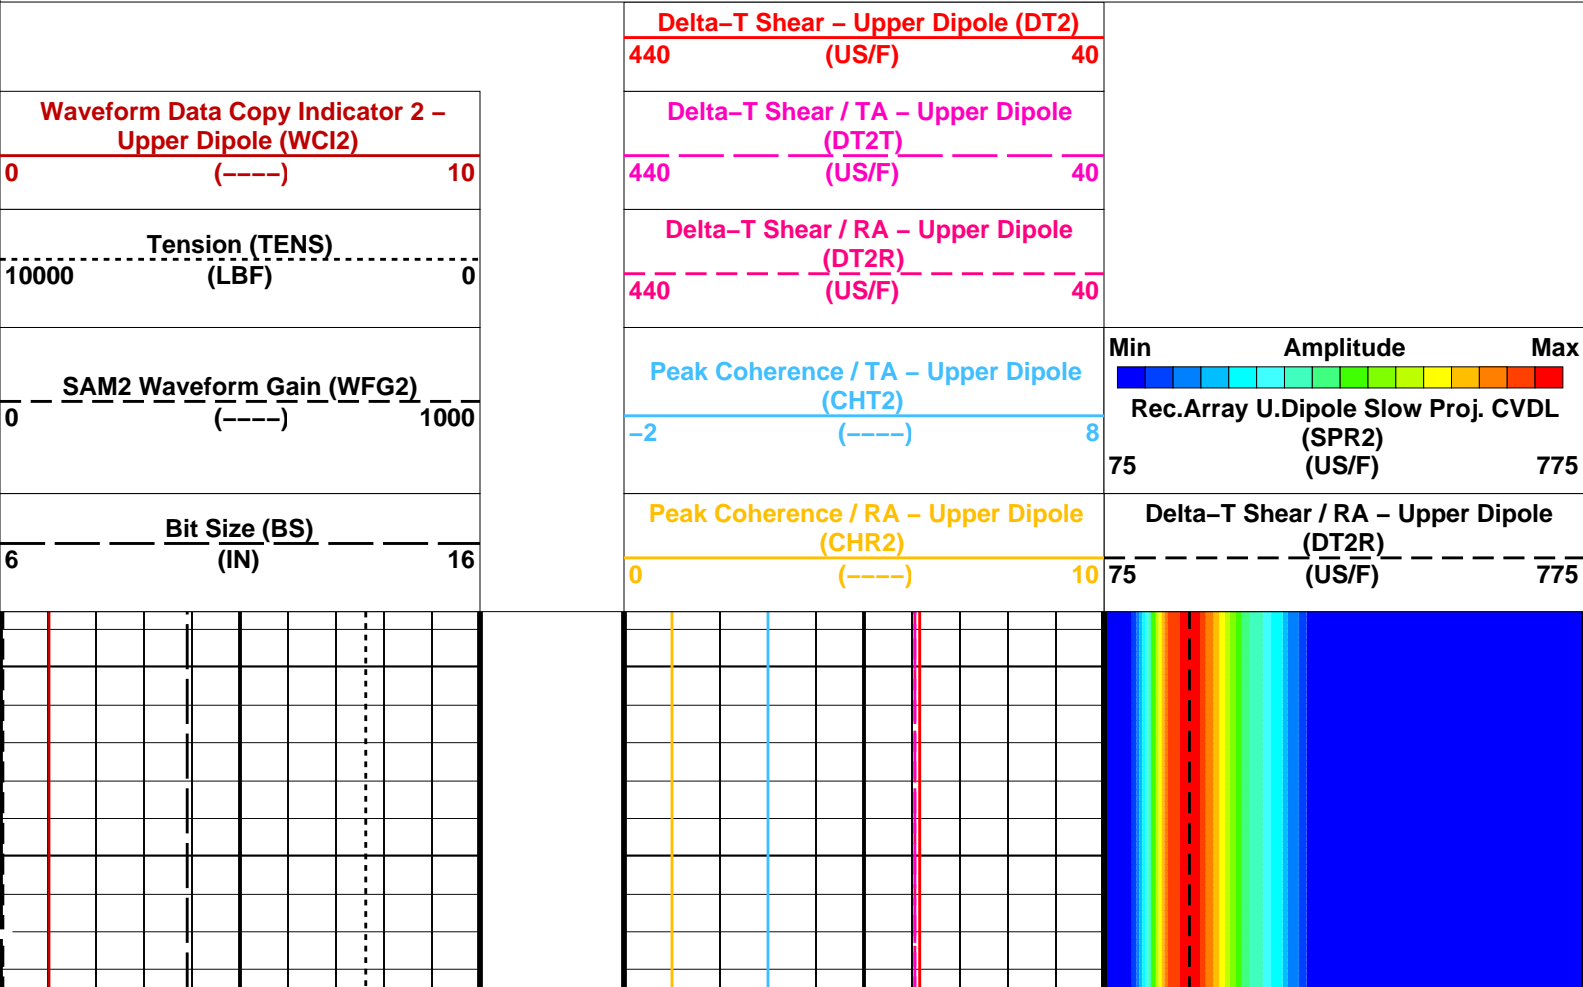 Delta–T Shear – Upper Dipole (DT2)
440 (US/F) 40
Waveform Data Copy Indicator 2 –
Upper Dipole (WCI2)
0 (––––) 10
Delta–T Shear / TA – Upper Dipole
(DT2T)
440 (US/F) 40
Tension (TENS)
10000 (LBF) 0
Delta–T Shear / RA – Upper Dipole
(DT2R)
440 (US/F) 40
SAM2 Waveform Gain (WFG2)
0 (––––) 1000
Peak Coherence / TA – Upper Dipole
(CHT2)
–2 (––––) 8
Min Amplitude Max
Rec.Array U.Dipole Slow Proj. CVDL
(SPR2)
75 (US/F) 775
Bit Size (BS)
6 (IN) 16
Peak Coherence / RA – Upper Dipole
(CHR2)
0 (––––) 10
Delta–T Shear / RA – Upper Dipole
(DT2R)
75 (US/F) 775